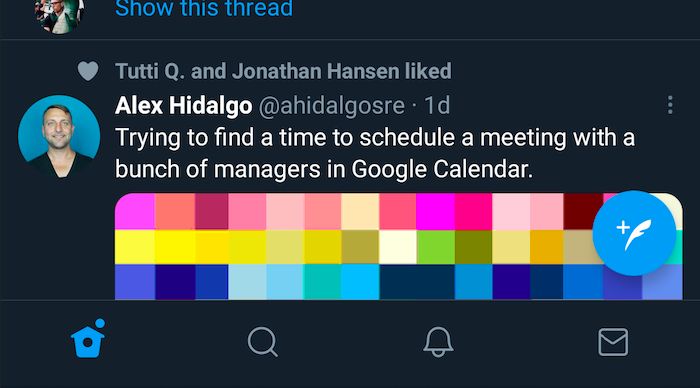 Show this thread
Tutti Q. and Jonathan Hansen liked
Alex Hidalgo @ahidalgosre · 1d
Trying to find a time to schedule a meeting with a
bunch of managers in Google Calendar.